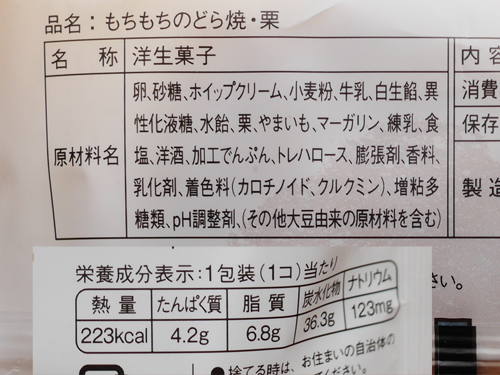 品名：もちもちのどら焼・栗
名 称 洋生菓子 内容
卵、砂糖、ホイップクリーム、小麦粉、牛乳、白生餡、異 消費
性化液糖、水飴、栗、やまいも、マーガリン、練乳、食 保存
原材料名 塩、洋酒、加工でんぷん、トレハロース、膨張剤、香料、
乳化剤、着色料(カロチノイド、クルクミン)、増粘多 製造
糖類、pH調整剤、(その他大豆由来の原材料を含む)
さい。
栄養成分表示：1包装(1コ)当たり
熱量 たんぱく質 脂質 炭水化物 ナトリウム
223kcal 4.2g 6.8g 36.3g 123mg
●捨てる時は、お住まいの自治体の